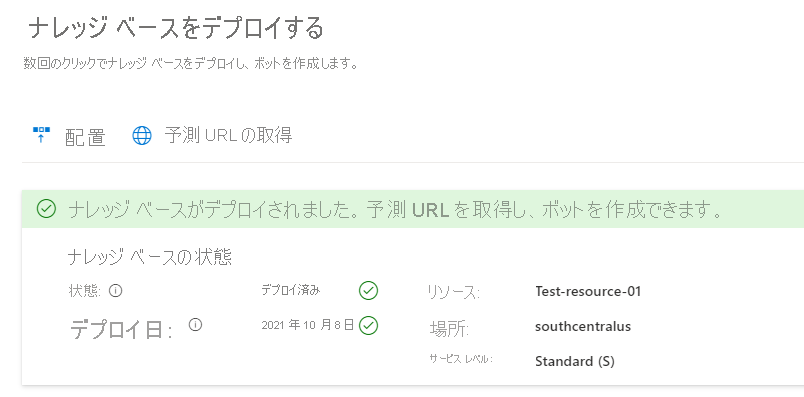 ナレッジ ベースをデプロイする
数回のクリックでナレッジ ベースをデプロイし、ボットを作成します。
配置 予測 URL の取得
ナレッジ ベースがデプロイされました。予測 URL を取得し、ボットを作成できます。
ナレッジ ベースの状態
状態: デプロイ済み リソース: Test-resource-01
デプロイ日: 2021 年 10 月 8 日 場所: southcentralus
サービス レベル: Standard (S)